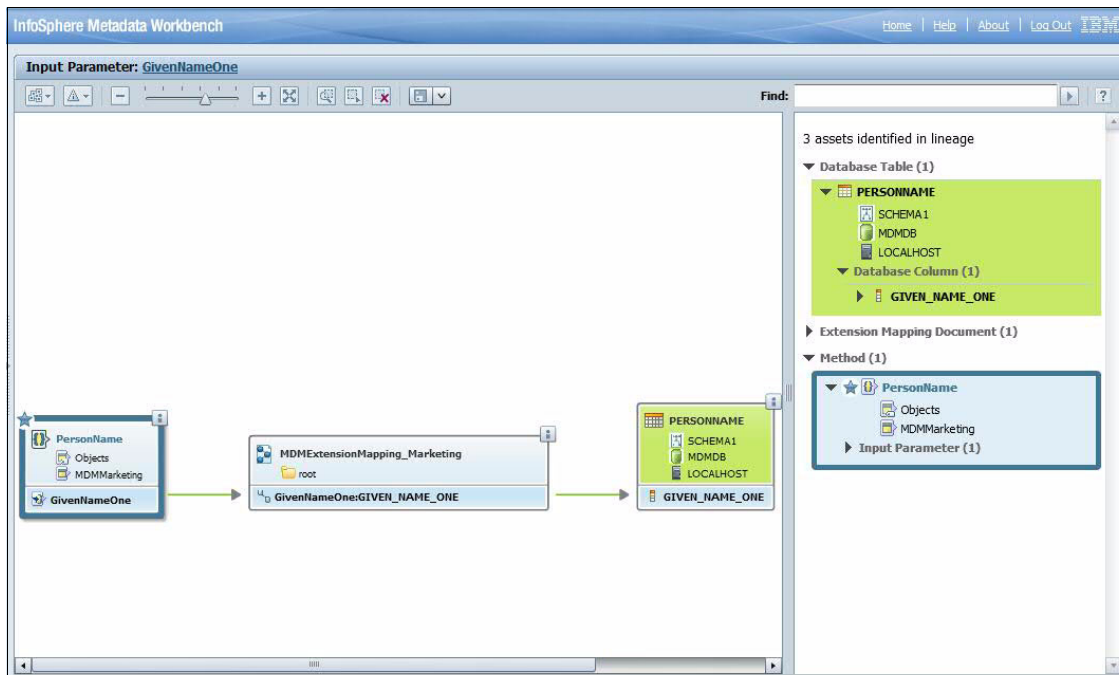 InfoSphere Metadata Workbench
Home | Help | About | Log Out IBM
Input Parameter: GivenNameOne
Find:
?
3 assets identified in lineage
Database Table (1)
PERSONNAME
SCHEMA1
MDMDB
LOCALHOST
Database Column (1)
GIVEN_NAME_ONE
Extension Mapping Document (1)
Method (1)
PersonName
Objects
MDMMarketing
Input Parameter (1)
PersonName
Objects
MDMMarketing
GivenNameOne
MDMExtensionMapping_Marketing
root
GivenNameOne:GIVEN_NAME_ONE
PERSONNAME
SCHEMA1
MDMDB
LOCALHOST
GIVEN_NAME_ONE